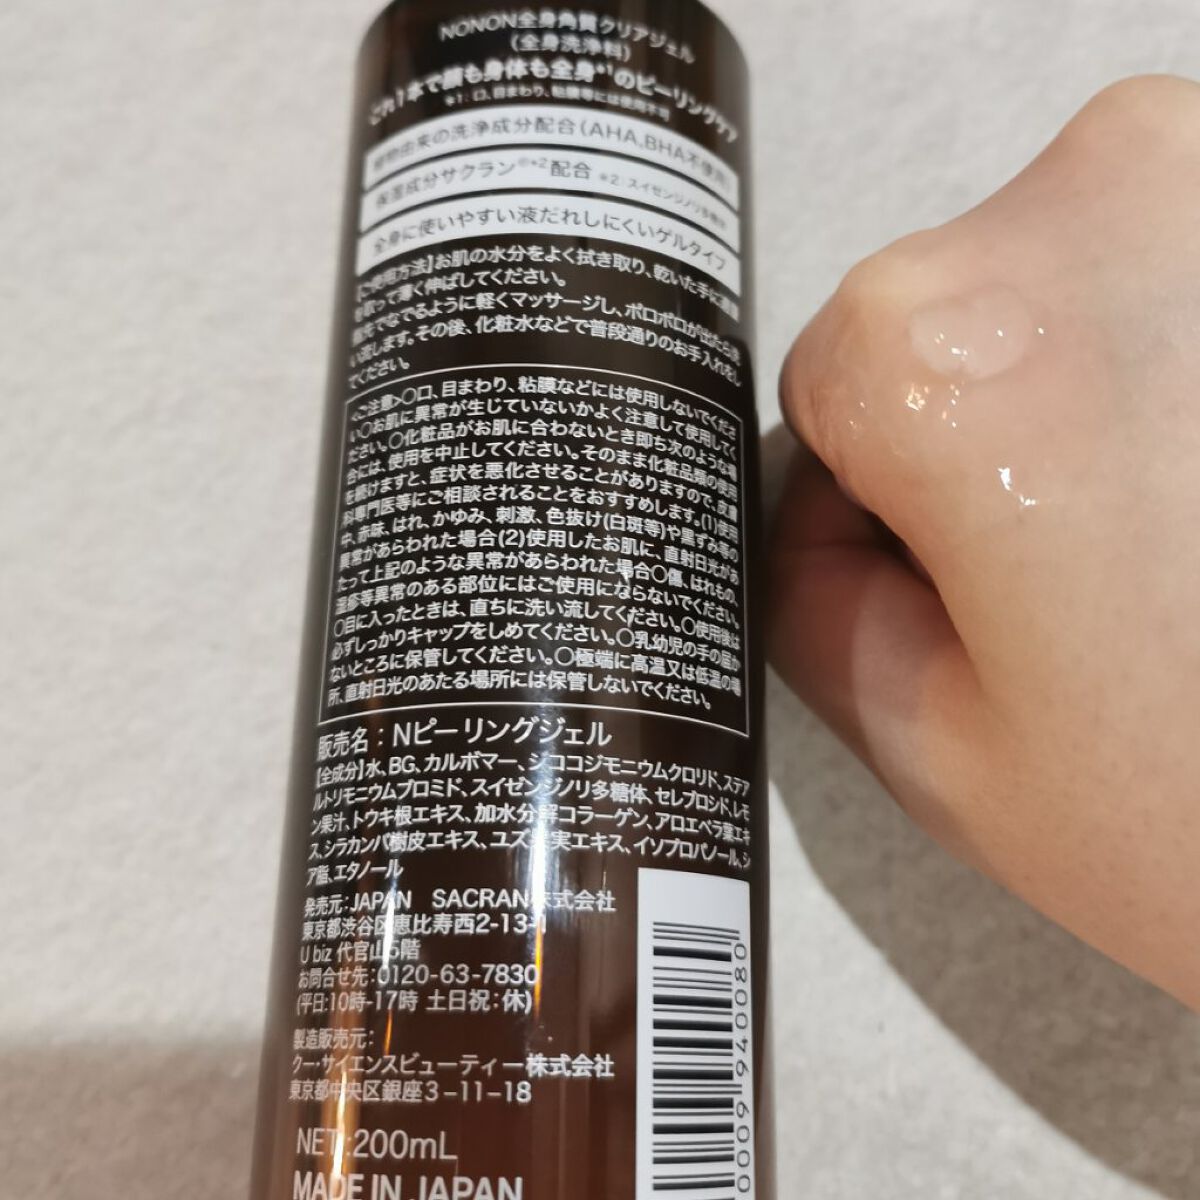 NONON全身角質クリアジェル
(全身洗浄料)
これ1本で顔も身体も全身*1のピーリングケア
*1:口、目まわり、粘膜等には使用不可
植物由来の洗浄成分配合(AHA,BHA不使用)
保湿成分サクラン®*2配合 *2:スイゼンジノリ多糖体
全身に使いやすい液だれしにくいゲルタイプ
【ご使用方法】お肌の水分をよく拭き取り、乾いた手に適量
を取って薄く伸ばしてください。
指先でなでるように軽くマッサージし、ポロポロが出たら洗
い流します。その後、化粧水などで普段通りのお手入れをし
てください。
<ご注意>〇口、目まわり、粘膜などには使用しないでくださ
い〇お肌に異常が生じていないかよく注意して使用してく
ださい。〇化粧品がお肌に合わないとき即ち次のような場
合には、使用を中止してください。そのまま化粧品類の使用
を続けますと、症状を悪化させることがありますので、皮膚
科専門医等にご相談されることをおすすめします。(1)使用
中、赤味、はれ、かゆみ、刺激、色抜け(白斑等)や黒ずみ等の
異常があらわれた場合(2)使用したお肌に、直射日光があ
たって上記のような異常があらわれた場合〇傷、はれもの、
湿疹等異常のある部位にはご使用にならないでください。
〇目に入ったときは、直ちに洗い流してください。〇使用後は
必ずしっかりキャップをしめてください。〇乳幼児の手の届か
ないところに保管してください。〇極端に高温又は低温の場
所、直射日光のあたる場所には保管しないでください。
販売名:Nピーリングジェル
【全成分】水、BG、カルボマー、ジココジモニウムクロリド、ステア
ルトリモニウムブロミド、スイゼンジノリ多糖体、セレブロシド、レモ
ン果汁、トウキ根エキス、加水分解コラーゲン、アロエベラ葉エキ
ス、シラカンバ樹皮エキス、ユズ果実エキス、イソプロパノール、シ
ア脂、エタノール
発売元:JAPAN SACRAN株式会社
東京都渋谷区恵比寿西2-13-1
U biz 代官山5階
お問合せ先:0120-63-7830
(平日:10時-17時 土日祝:休)
製造販売元:
クー・サイエンスビューティー株式会社
東京都中央区銀座3-11-18
NET:200mL
MADE IN JAPAN
0009 940080